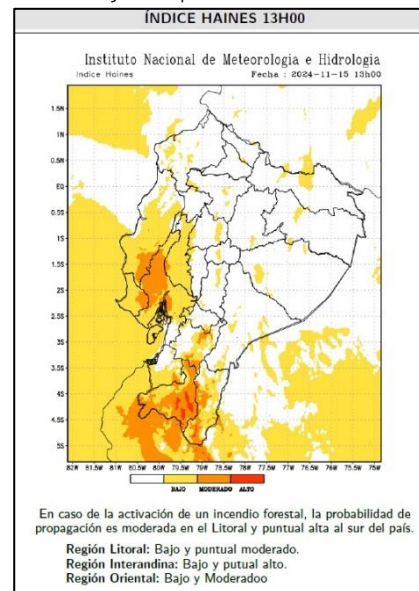 ÍNDICE HAINES 13H00
Instituto Nacional de Meteorologia e Hidrologia
Indice Haines Fecha : 2024-11-15 13h00
1.5N
1N
0.5N
EQ
0.5S
1S
1.5S
2S
2.5S
3S
3.5S
4S
4.5S
5S
82W 81.5W 81W 80.5W 80W 79.5W 79W 78.5W 78W 77.5W 77W 76.5W 76W 75.5W 75W
BAJO MODERADO ALTO
En caso de la activación de un incendio forestal, la probabilidad de
propagación es moderada en el Litoral y puntual alta al sur del país.
Región Litoral: Bajo y puntual moderado.
Región Interandina: Bajo y putual alto.
Región Oriental: Bajo y Moderadoo